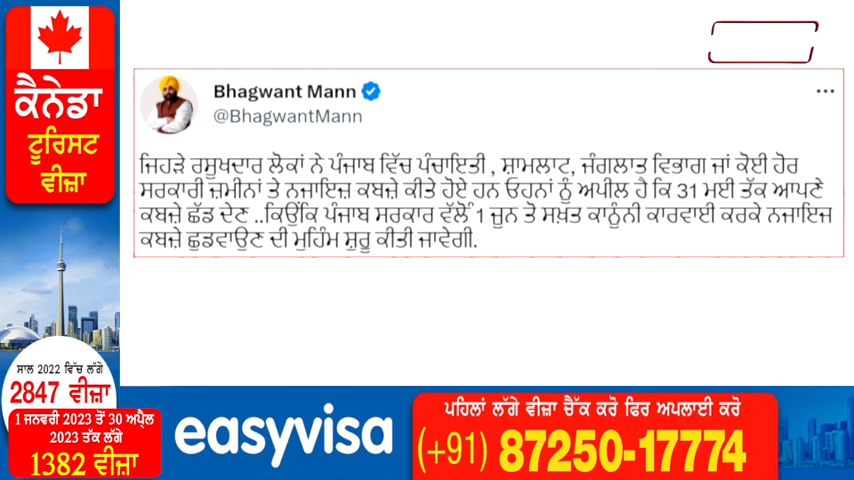 ਕੈਨੇਡਾ
ਟੂਰਿਸਟ
ਵੀਜ਼ਾ
Bhagwant Mann
@BhagwantMann
ਜਿਹੜੇ ਰਸੂਖਦਾਰ ਲੋਕਾਂ ਨੇ ਪੰਜਾਬ ਵਿੱਚ ਪੰਚਾਇਤੀ , ਸ਼ਾਮਲਾਟ, ਜੰਗਲਾਤ ਵਿਭਾਗ ਜਾਂ ਕੋਈ ਹੋਰ
ਸਰਕਾਰੀ ਜ਼ਮੀਨਾਂ ਤੇ ਨਜਾਇਜ਼ ਕਬਜ਼ੇ ਕੀਤੇ ਹੋਏ ਹਨ ਓਹਨਾਂ ਨੂੰ ਅਪੀਲ ਹੈ ਕਿ 31 ਮਈ ਤੱਕ ਆਪਣੇ
ਕਬਜ਼ੇ ਛੱਡ ਦੇਣ ..ਕਿਉਂਕਿ ਪੰਜਾਬ ਸਰਕਾਰ ਵੱਲੋਂ 1 ਜੂਨ ਤੋ ਸਖ਼ਤ ਕਾਨੂੰਨੀ ਕਾਰਵਾਈ ਕਰਕੇ ਨਜਾਇਜ
ਕਬਜ਼ੇ ਛੁਡਵਾਉਣ ਦੀ ਮੁਹਿੰਮ ਸ਼ੁਰੂ ਕੀਤੀ ਜਾਵੇਗੀ.
ਸਾਲ 2022 ਵਿੱਚ ਲੱਗੇ
2847 ਵੀਜ਼ਾ
1 ਜਨਵਰੀ 2023 ਤੋਂ 30 ਅਪ੍ਰੈਲ
2023 ਤੱਕ ਲੱਗੇ
1382 ਵੀਜ਼ਾ
easyvisa
ਪਹਿਲਾਂ ਲੱਗੇ ਵੀਜ਼ਾ ਚੈੱਕ ਕਰੋ ਫਿਰ ਅਪਲਾਈ ਕਰੋ
(+91) 87250-17774